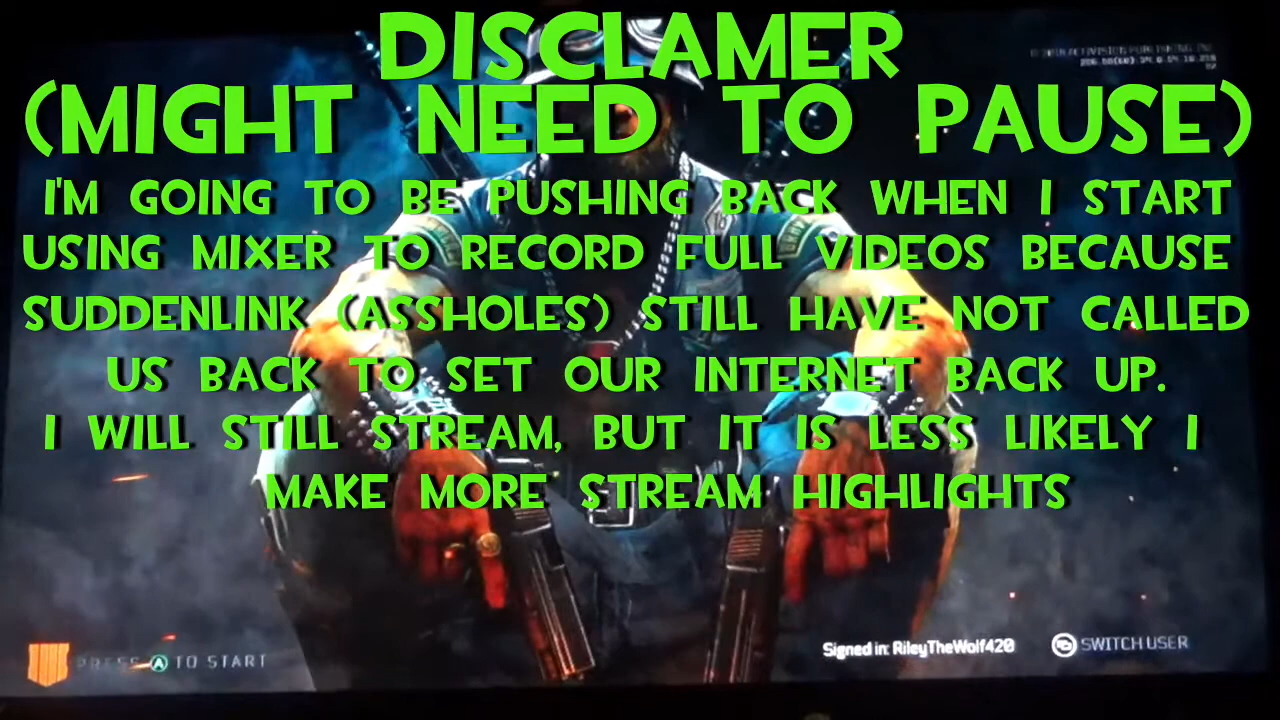 DISCLAMER
(MIGHT NEED TO PAUSE)
I'M GOING TO BE PUSHING BACK WHEN I START
USING MIXER TO RECORD FULL VIDEOS BECAUSE
SUDDENLINK (ASSHOLES) STILL HAVE NOT CALLED
US BACK TO SET OUR INTERNET BACK UP.
I WILL STILL STREAM, BUT IT IS LESS LIKELY I
MAKE MORE STREAM HIGHLIGHTS
Signed in: RileyTheWolf420
SWITCH USER
PRESS A TO START